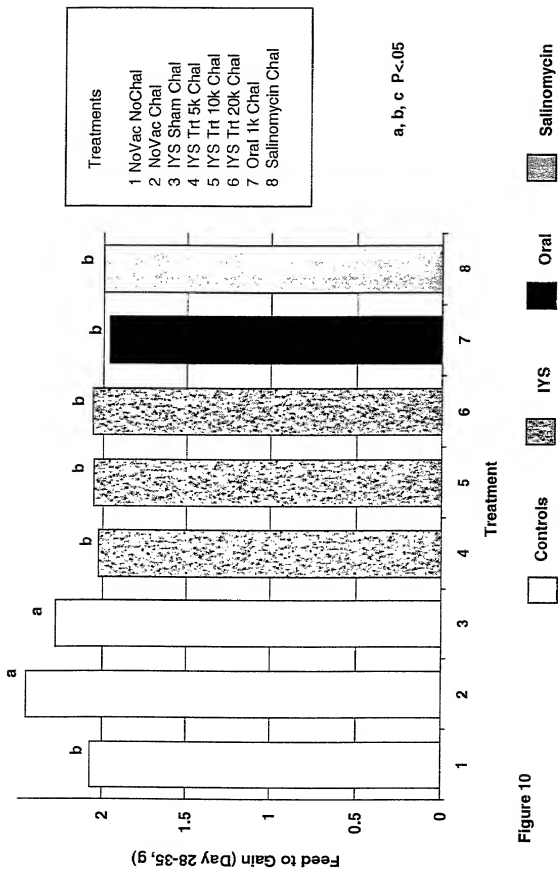 Treatments
1 NoVac NoChal
2 NoVac Chal
3 IYS Sham Chal
4 IYS Trt 5k Chal
5 IYS Trt 10k Chal
6 IYS Trt 20k Chal
7 Oral 1k Chal
8 Salinomycin Chal
a, b, c P<.05
Feed to Gain (Day 28-35, g)
2
1.5
1
0.5
0
b
a
a
b
b
b
b
b
1
2
3
4
5
6
7
8
Treatment
Controls
IYS
Oral
Salinomycin
Figure 10